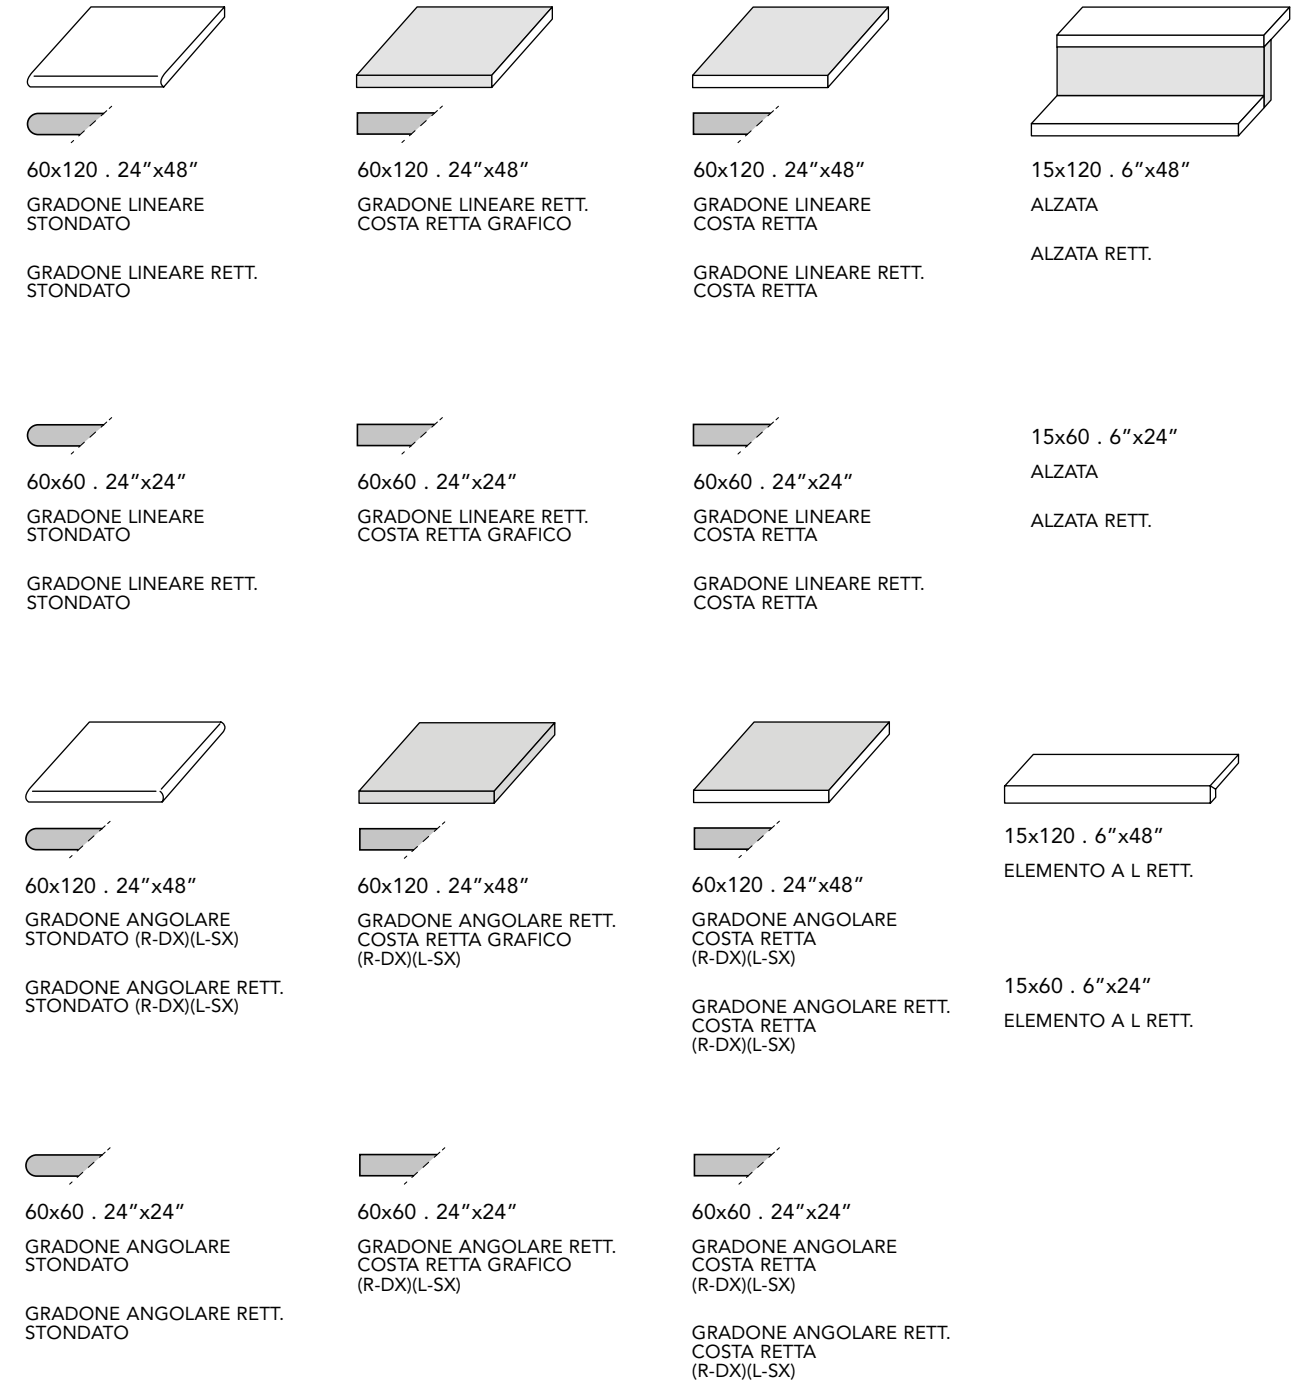 60x120 . 24″x48″
GRADONE LINEARE
STONDATO
GRADONE LINEARE RETT.
STONDATO
60x120 . 24″x48″
GRADONE LINEARE RETT.
COSTA RETTA GRAFICO
60x120 . 24″x48″
GRADONE LINEARE
COSTA RETTA
GRADONE LINEARE RETT.
COSTA RETTA
15x120 . 6″x48″
ALZATA
ALZATA RETT.
60x60 . 24″x24″
GRADONE LINEARE
STONDATO
GRADONE LINEARE RETT.
STONDATO
60x60 . 24″x24″
GRADONE LINEARE RETT.
COSTA RETTA GRAFICO
60x60 . 24″x24″
GRADONE LINEARE
COSTA RETTA
GRADONE LINEARE RETT.
COSTA RETTA
15x60 . 6″x24″
ALZATA
ALZATA RETT.
60x120 . 24″x48″
GRADONE ANGOLARE
STONDATO (R-DX)(L-SX)
GRADONE ANGOLARE RETT.
STONDATO (R-DX)(L-SX)
60x120 . 24″x48″
GRADONE ANGOLARE RETT.
COSTA RETTA GRAFICO
(R-DX)(L-SX)
60x120 . 24″x48″
GRADONE ANGOLARE
COSTA RETTA
(R-DX)(L-SX)
GRADONE ANGOLARE RETT.
COSTA RETTA
(R-DX)(L-SX)
15x120 . 6″x48″
ELEMENTO A L RETT.
15x60 . 6″x24″
ELEMENTO A L RETT.
60x60 . 24″x24″
GRADONE ANGOLARE
STONDATO
GRADONE ANGOLARE RETT.
STONDATO
60x60 . 24″x24″
GRADONE ANGOLARE RETT.
COSTA RETTA GRAFICO
(R-DX)(L-SX)
60x60 . 24″x24″
GRADONE ANGOLARE
COSTA RETTA
(R-DX)(L-SX)
GRADONE ANGOLARE RETT.
COSTA RETTA
(R-DX)(L-SX)